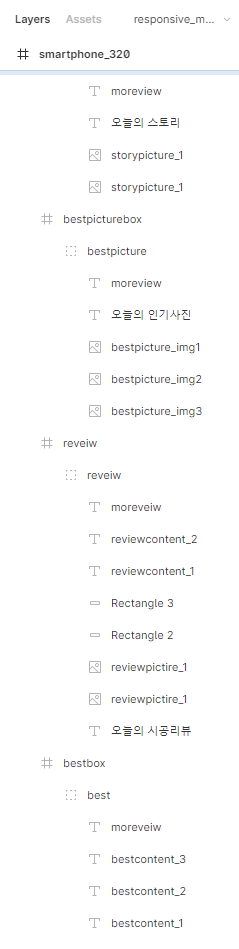 Layers Assets responsive_m...
smartphone_320
moreview
오늘의 스토리
storypicture_1
storypicture_1
bestpicturebox
bestpicture
moreview
오늘의 인기사진
bestpicture_img1
bestpicture_img2
bestpicture_img3
reveiw
reveiw
moreveiw
reviewcontent_2
reviewcontent_1
Rectangle 3
Rectangle 2
reviewpictire_1
reviewpictire_1
오늘의 시공리뷰
bestbox
best
moreveiw
bestcontent_3
bestcontent_2
bestcontent_1